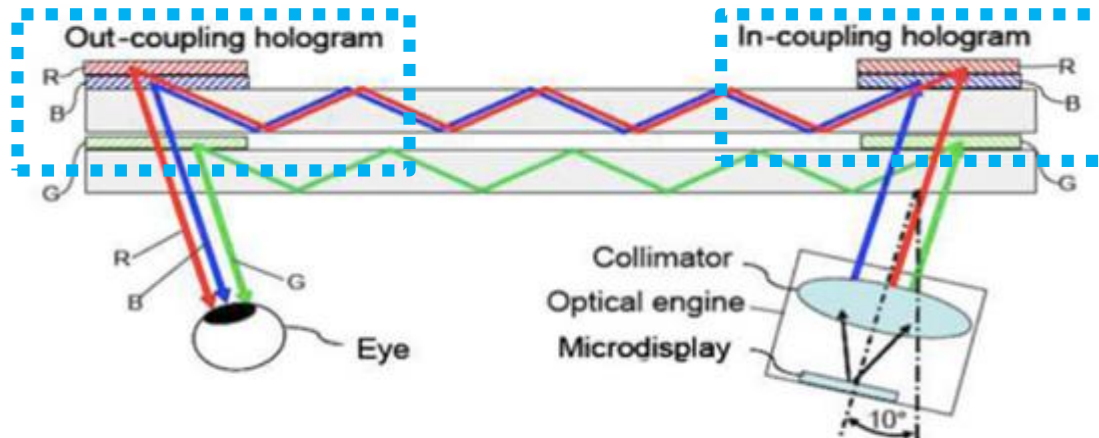 Out-coupling hologram
In-coupling hologram
R
R
B
B
G
G
R
B
G
Eye
Collimator
Optical engine
Microdisplay
10°